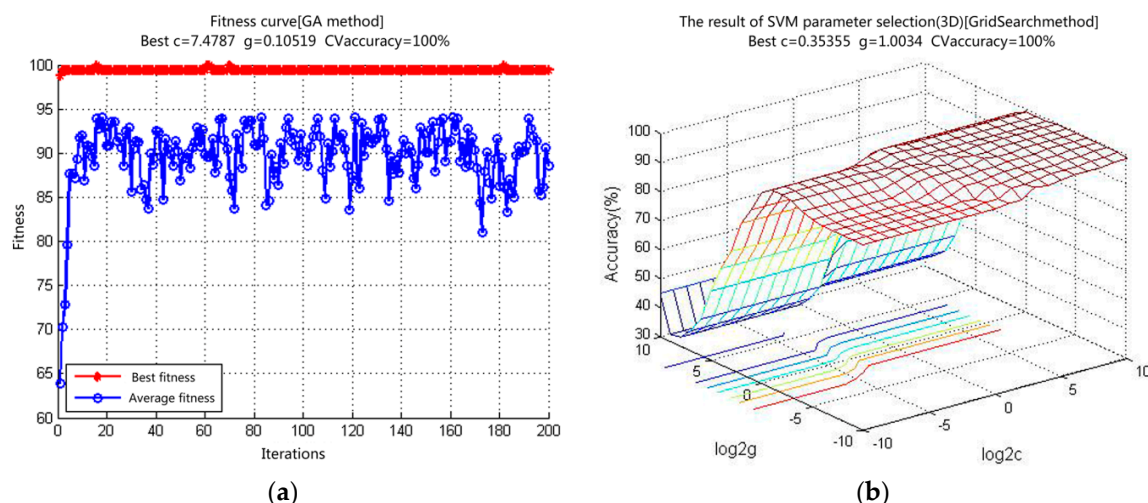 Fitness curve[GA method]
Best c=7.4787 g=0.10519 CVaccuracy=100%
100
95
90
85
80
75
70
65
60
Fitness
Best fitness
Average fitness
0 20 40 60 80 100 120 140 160 180 200
Iterations
(a)
The result of SVM parameter selection(3D)[GridSearchmethod]
Best c=0.35355 g=1.0034 CVaccuracy=100%
100
90
80
70
60
50
40
30
Accuracy(%)
10
5
0
-5
-10
log2g
-10
-5
0
5
10
log2c
(b)